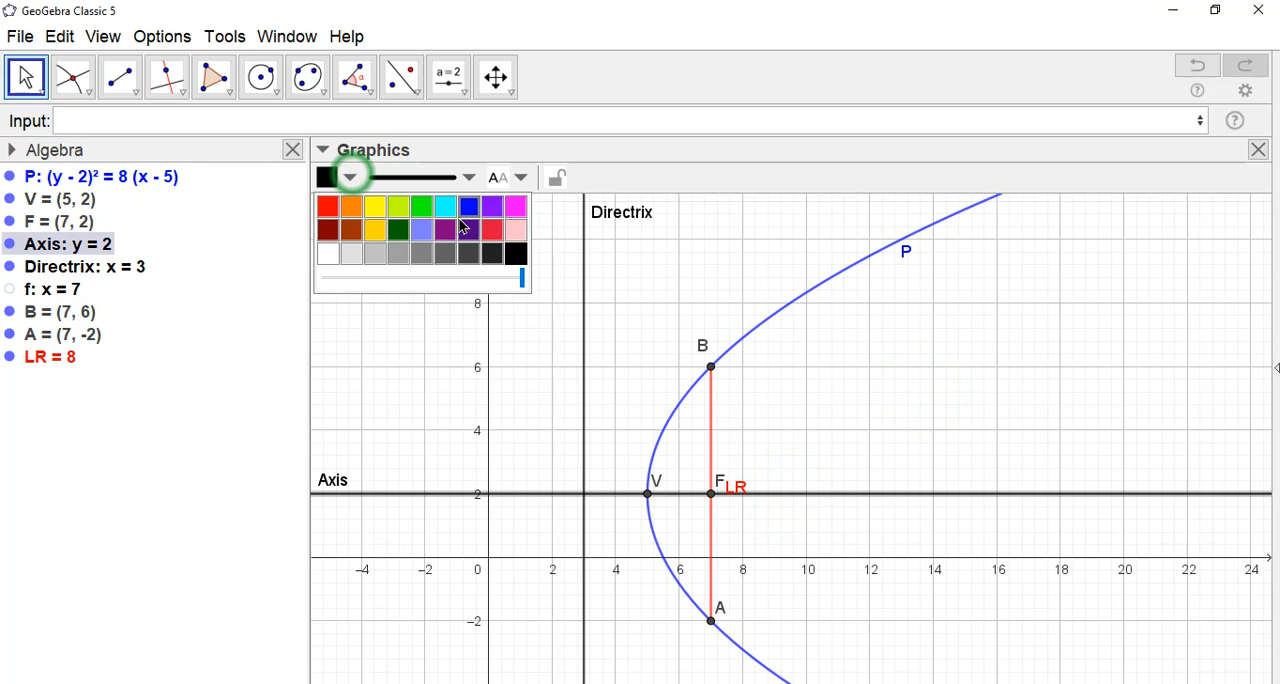 GeoGebra Classic 5
File Edit View Options Tools Window Help
α a=2
Input:
Algebra
Graphics
AA
P: (y - 2)² = 8 (x - 5)
V = (5, 2)
F = (7, 2)
Axis: y = 2
Directrix: x = 3
f: x = 7
B = (7, 6)
A = (7, -2)
LR = 8
Directrix
P
8
B
6
4
Axis
V
F
LR
2
-4 -2 0 2 4 6 8 10 12 14 16 18 20 22 24
A
-2